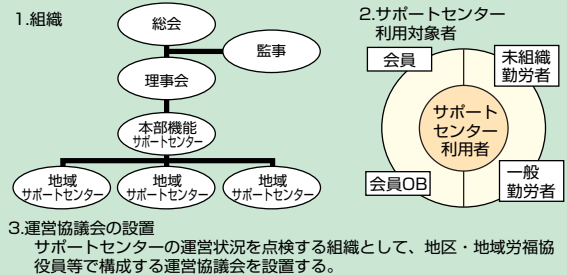 1.組織
総会
監事
理事会
本部機能
サポートセンター
地域
サポートセンター
地域
サポートセンター
地域
サポートセンター
2.サポートセンター
利用対象者
会員
未組織
勤労者
サポート
センター
利用者
会員OB
一般
勤労者
3.運営協議会の設置
サポートセンターの運営状況を点検する組織として、地区・地域労福協
役員等で構成する運営協議会を設置する。